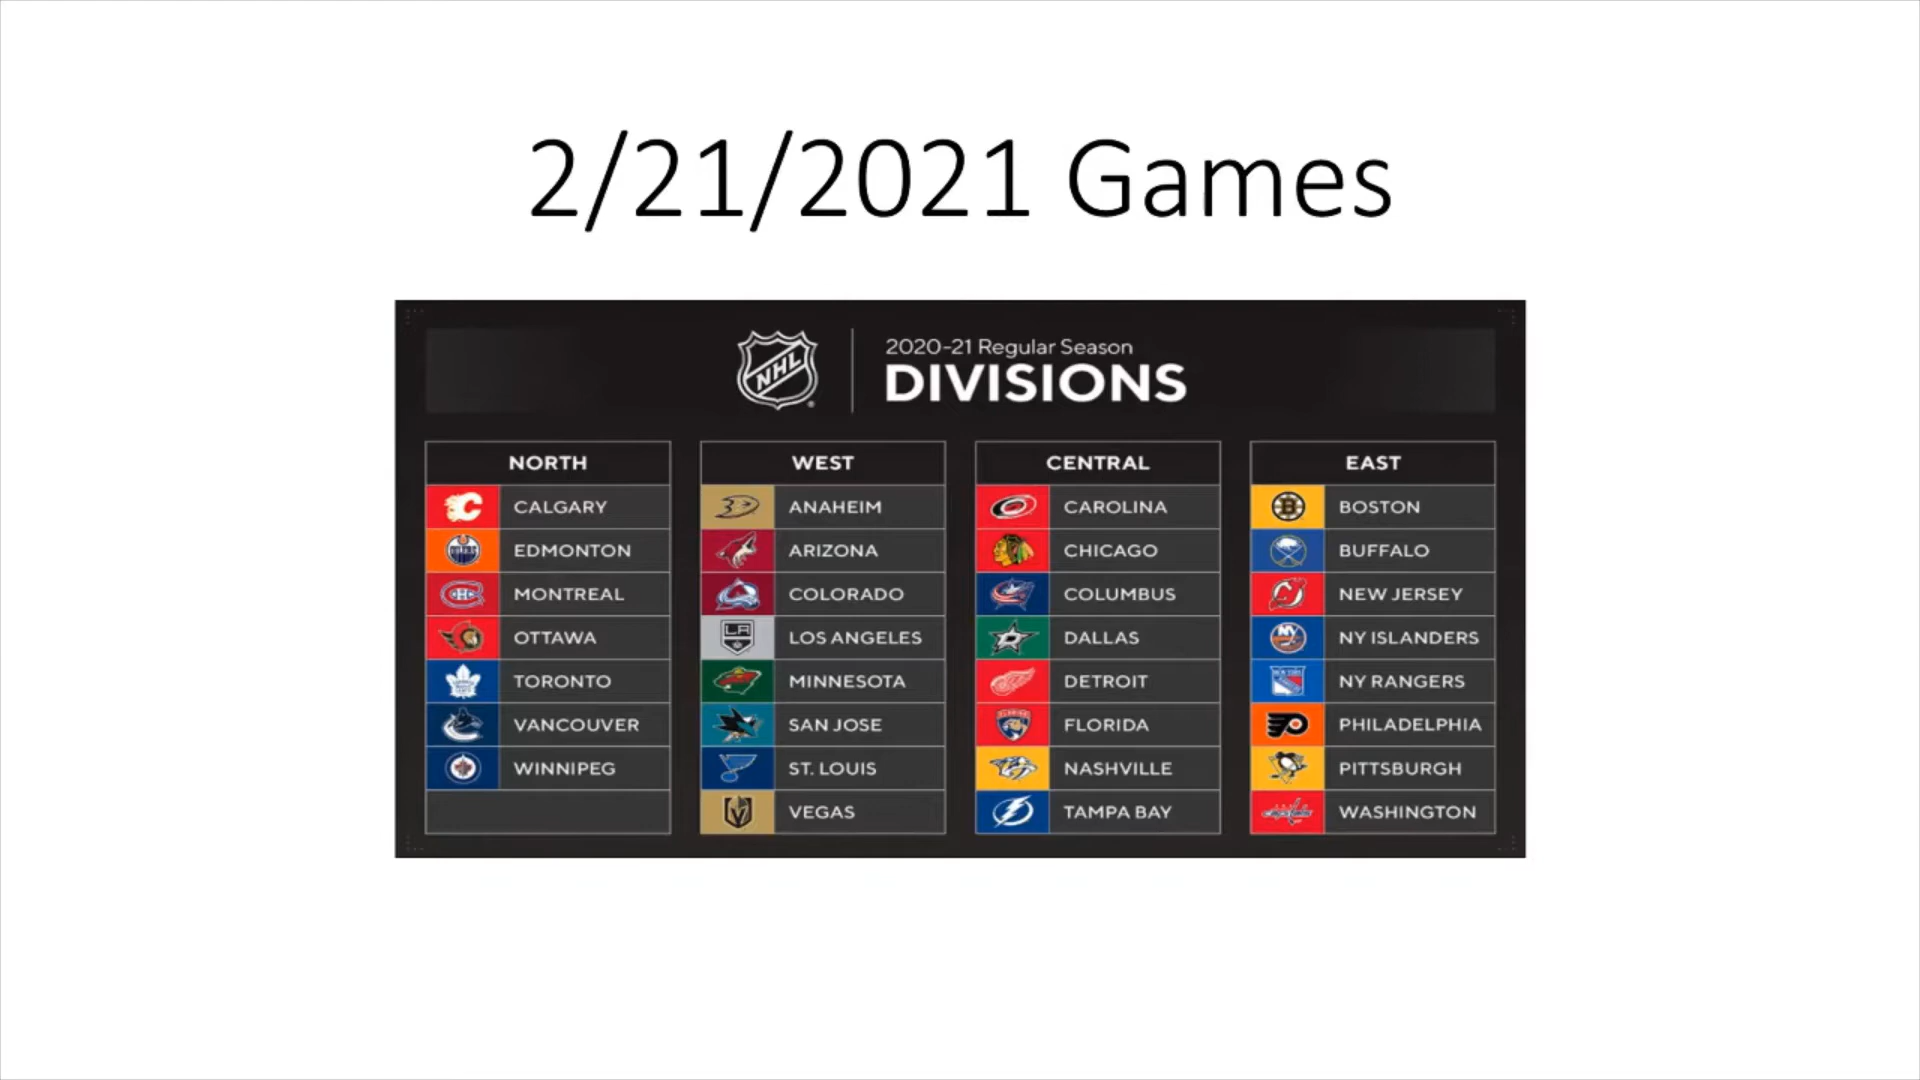 2/21/2021 Games
NHL
2020-21 Regular Season
DIVISIONS
NORTH
CALGARY
EDMONTON
MONTREAL
OTTAWA
TORONTO
VANCOUVER
WINNIPEG
WEST
ANAHEIM
ARIZONA
COLORADO
LA
LOS ANGELES
MINNESOTA
SAN JOSE
ST. LOUIS
VEGAS
CENTRAL
CAROLINA
CHICAGO
COLUMBUS
DALLAS
DETROIT
FLORIDA
NASHVILLE
TAMPA BAY
EAST
BOSTON
BUFFALO
NEW JERSEY
NY ISLANDERS
NY RANGERS
PHILADELPHIA
PITTSBURGH
WASHINGTON